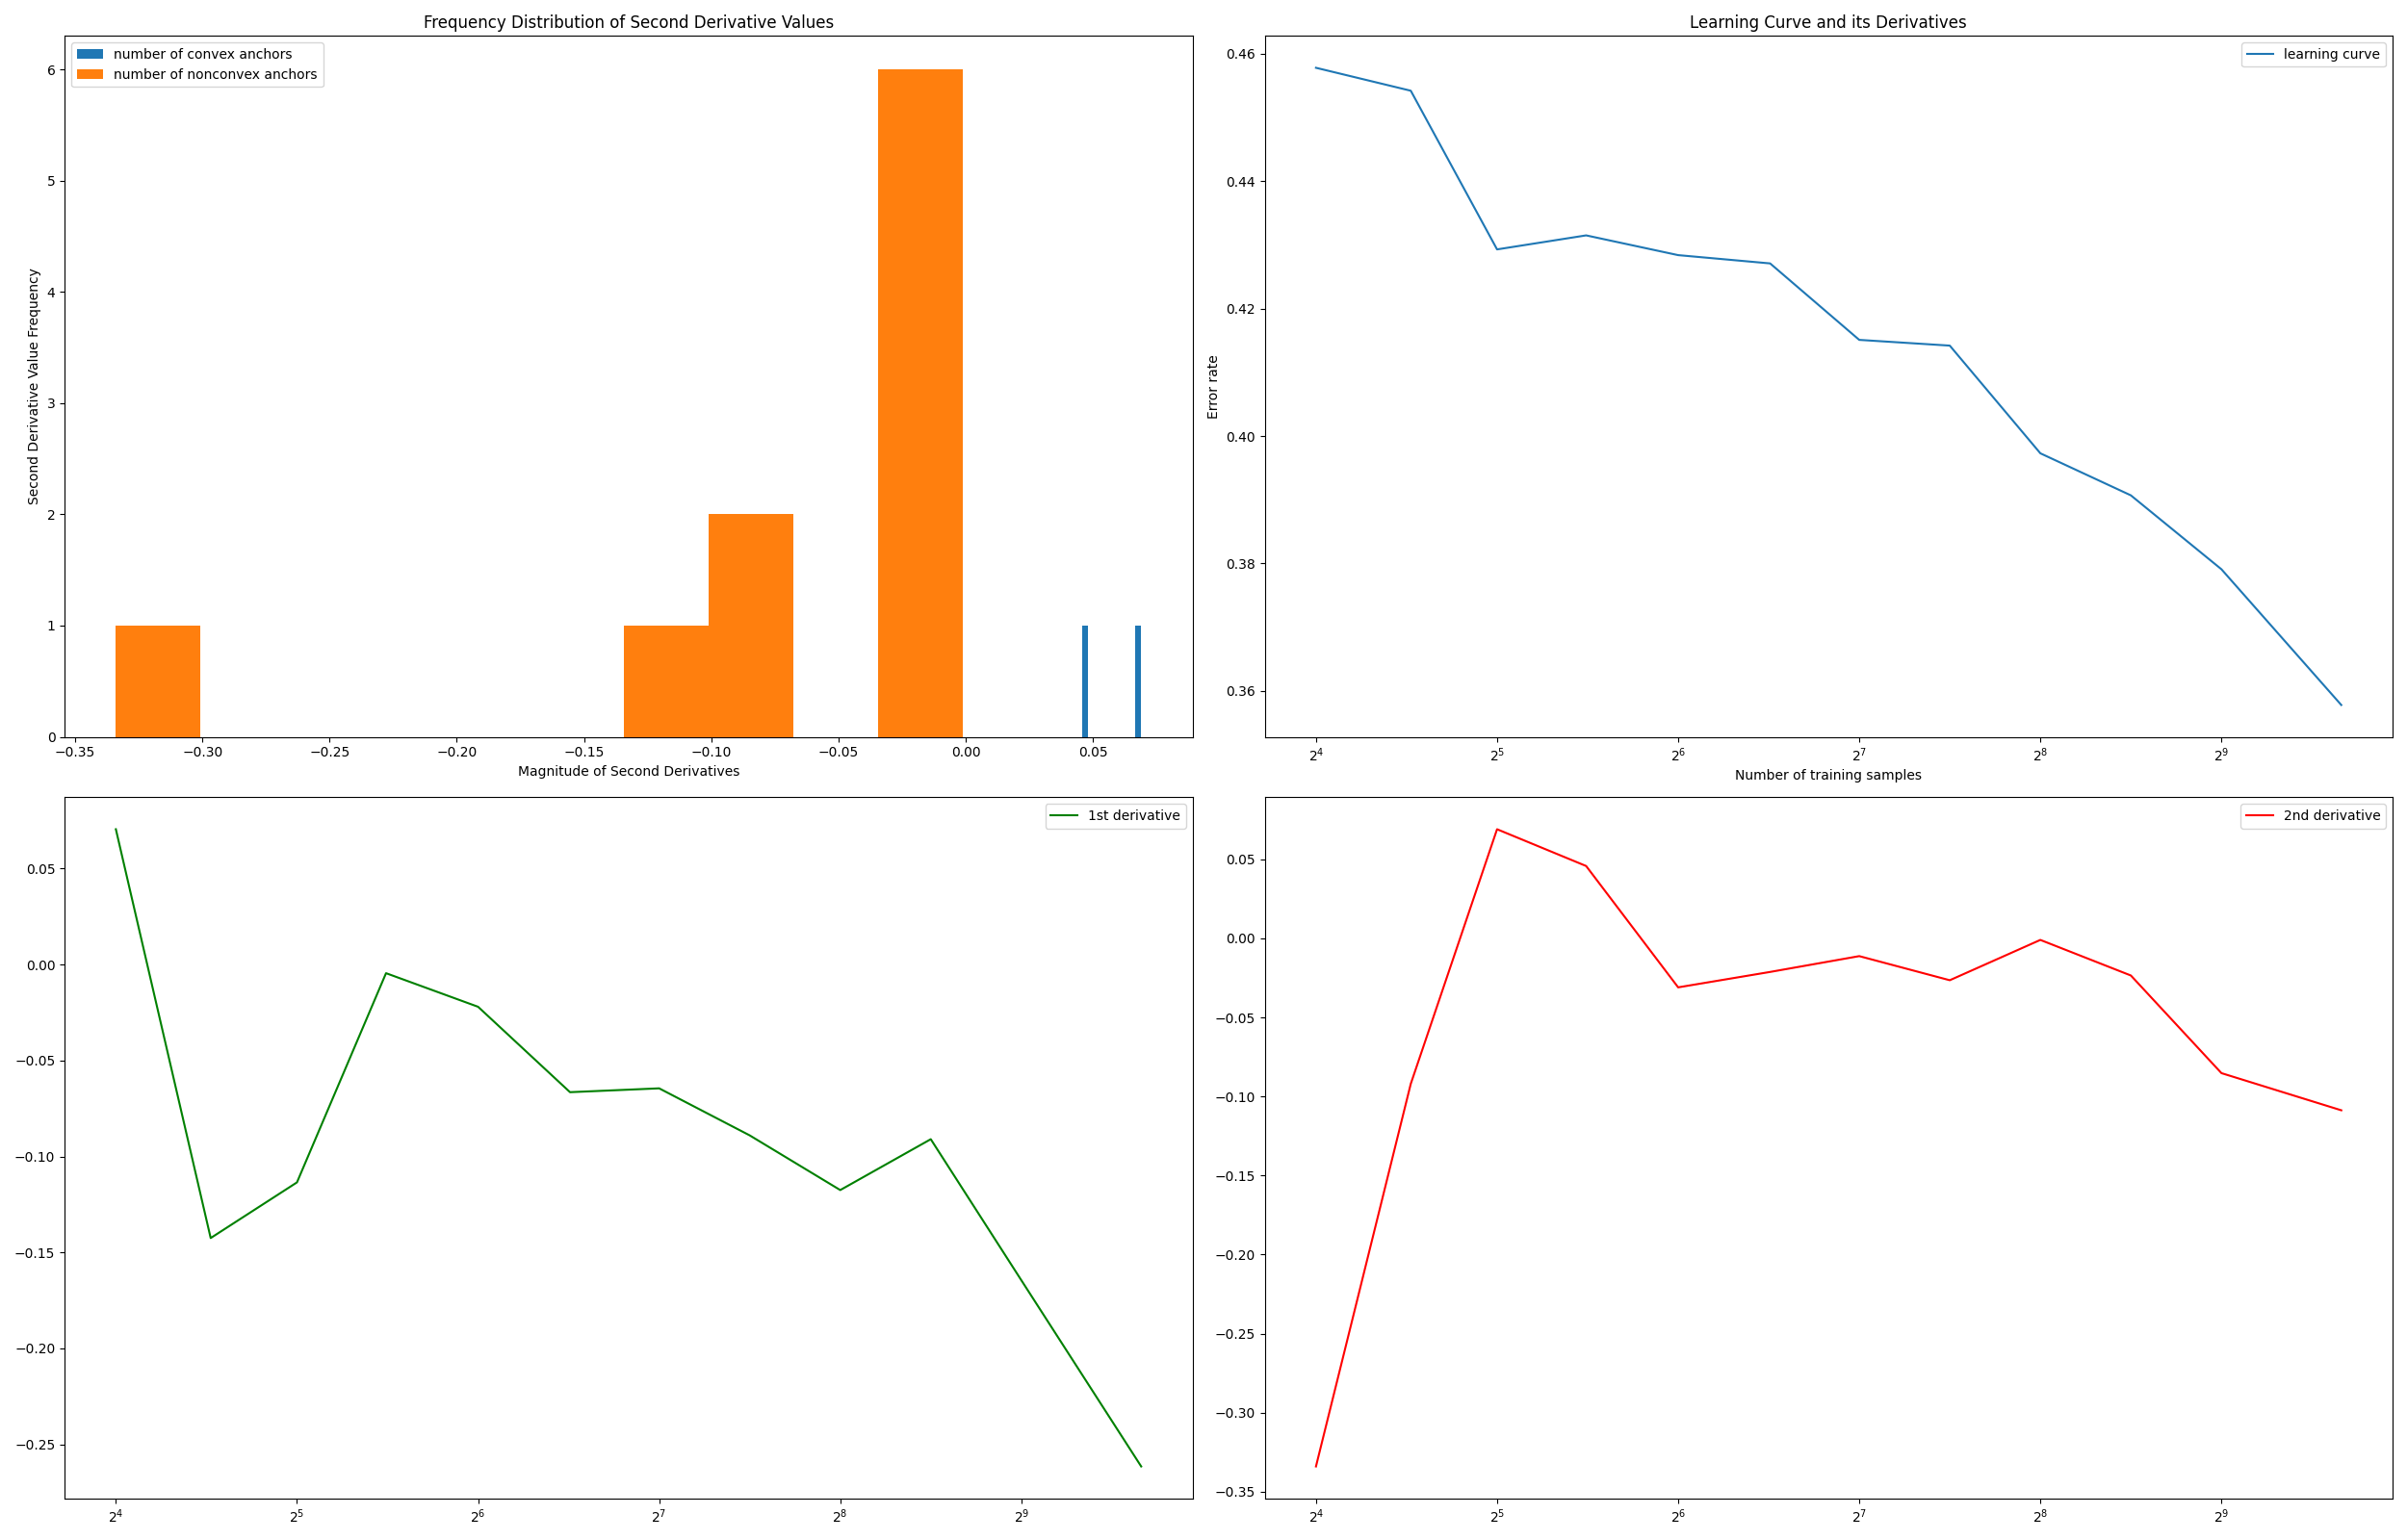 Frequency Distribution of Second Derivative Values
number of convex anchors
number of nonconvex anchors
Second Derivative Value Frequency
6
5
4
3
2
1
0
−0.35 −0.30 −0.25 −0.20 −0.15 −0.10 −0.05 0.00 0.05
Magnitude of Second Derivatives
Learning Curve and its Derivatives
learning curve
Error rate
0.46
0.44
0.42
0.40
0.38
0.36
2⁴ 2⁵ 2⁶ 2⁷ 2⁸ 2⁹
Number of training samples
1st derivative
0.05
0.00
−0.05
−0.10
−0.15
−0.20
−0.25
2⁴ 2⁵ 2⁶ 2⁷ 2⁸ 2⁹
2nd derivative
0.05
0.00
−0.05
−0.10
−0.15
−0.20
−0.25
−0.30
−0.35
2⁴ 2⁵ 2⁶ 2⁷ 2⁸ 2⁹